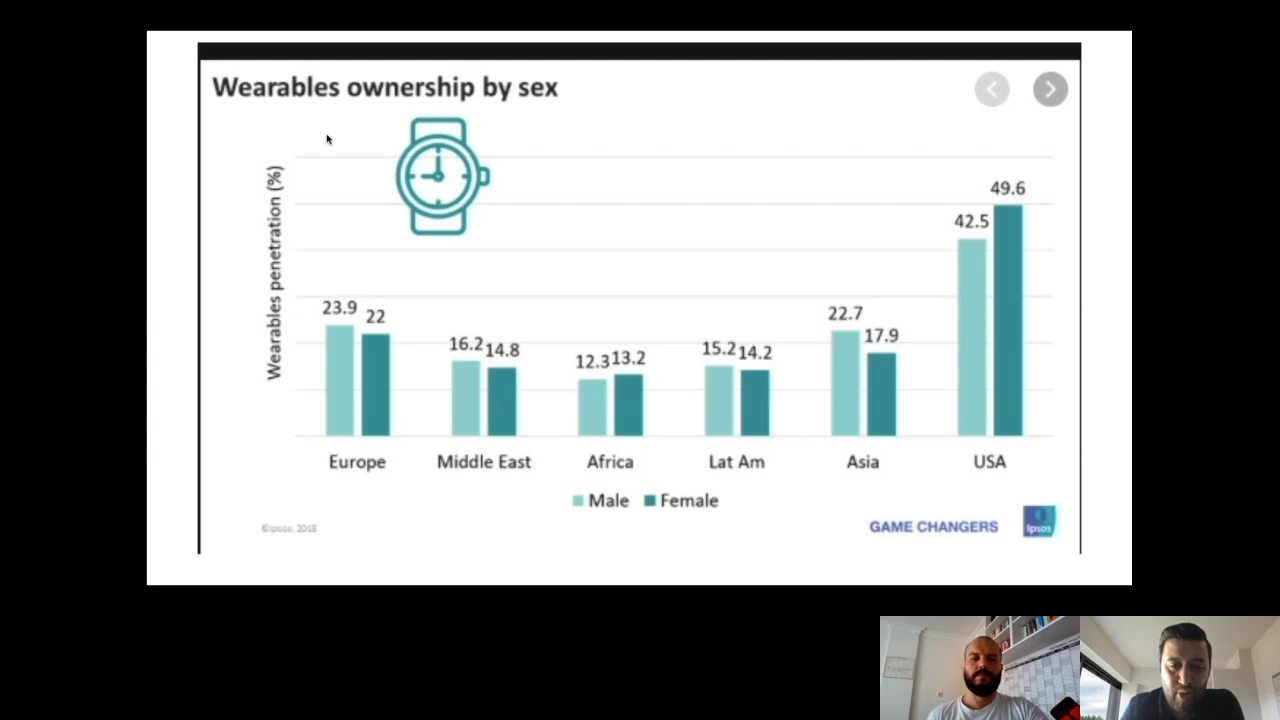 Wearables ownership by sex
Wearables penetration (%)
23.9
22
16.2
14.8
12.3
13.2
15.2
14.2
22.7
17.9
42.5
49.6
Europe
Middle East
Africa
Lat Am
Asia
USA
Male
Female
©Ipsos, 2018
GAME CHANGERS
Ipsos